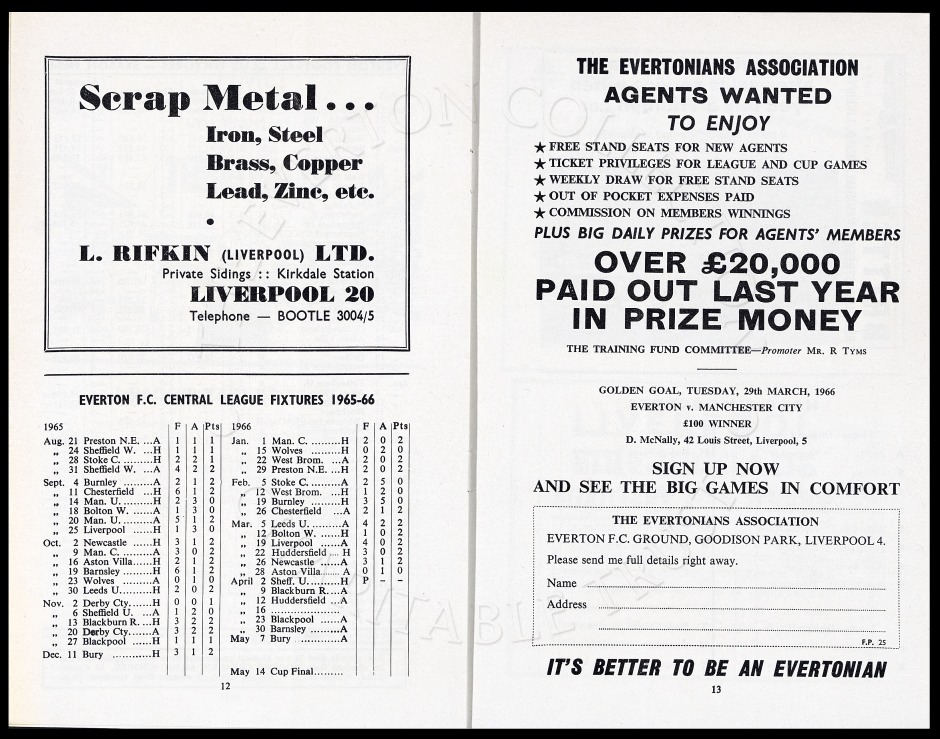 Scrap Metal...
Iron, Steel
Brass, Copper
Lead, Zinc, etc.
L. RIFKIN (LIVERPOOL) LTD.
Private Sidings :: Kirkdale Station
LIVERPOOL 20
Telephone — BOOTLE 3004/5
EVERTON F.C. CENTRAL LEAGUE FIXTURES 1965-66
1965 F A Pts
Aug. 21 Preston N.E. ...A 1 1 1
„ 24 Sheffield W. ...H 1 1 1
„ 28 Stoke C. .......H 2 2 1
„ 31 Sheffield W. ...A 4 2 2
Sept. 4 Burnley .........A 2 1 2
„ 11 Chesterfield ...H 6 1 2
„ 14 Man. U. .........H 2 3 0
„ 18 Bolton W. ......A 1 3 0
„ 20 Man. U. .........A 5 1 2
„ 25 Liverpool ......H 1 3 0
Oct. 2 Newcastle ......H 3 1 2
„ 9 Man. C. .........A 3 0 2
„ 16 Aston Villa......H 2 1 2
„ 19 Barnsley .........H 6 1 2
„ 23 Wolves .........A 0 1 0
„ 30 Leeds U..........H 2 0 2
Nov. 2 Derby Cty.......H 0 0 1
„ 6 Sheffield U. ...A 1 2 0
„ 13 Blackburn R. ...H 3 2 2
„ 20 Derby Cty.......A 3 2 2
„ 27 Blackpool ......H 1 1 1
Dec. 11 Bury ............H 3 1 2
1966 F A Pts
Jan. 1 Man. C. .........H 2 0 2
„ 15 Wolves .........H 0 2 0
„ 22 West Brom. ...A 2 0 2
„ 29 Preston N.E. ...H 2 0 2
Feb. 5 Stoke C. .........A 2 5 0
„ 12 West Brom. ...H 1 2 0
„ 19 Burnley .........H 3 5 0
„ 26 Chesterfield ...A 2 1 2
Mar. 5 Leeds U. .........A 4 2 2
„ 12 Bolton W. ......H 1 0 2
„ 19 Liverpool ......A 4 0 2
„ 22 Huddersfield ... H 3 0 2
„ 26 Newcastle ......A 3 1 2
„ 28 Aston Villa ......A 0 1 0
April 2 Sheff. U. .........H P – –
„ 9 Blackburn R. ...A
„ 12 Huddersfield ...A
„ 16 ..................
„ 23 Blackpool ......A
„ 30 Barnsley .........A
May 7 Bury ............A
May 14 Cup Final.........
12
THE EVERTONIANS ASSOCIATION
AGENTS WANTED
TO ENJOY
★ FREE STAND SEATS FOR NEW AGENTS
★ TICKET PRIVILEGES FOR LEAGUE AND CUP GAMES
★ WEEKLY DRAW FOR FREE STAND SEATS
★ OUT OF POCKET EXPENSES PAID
★ COMMISSION ON MEMBERS WINNINGS
PLUS BIG DAILY PRIZES FOR AGENTS' MEMBERS
OVER £20,000
PAID OUT LAST YEAR
IN PRIZE MONEY
THE TRAINING FUND COMMITTEE—Promoter MR. R TYMS
GOLDEN GOAL, TUESDAY, 29th MARCH, 1966
EVERTON v. MANCHESTER CITY
£100 WINNER
D. McNally, 42 Louis Street, Liverpool, 5
SIGN UP NOW
AND SEE THE BIG GAMES IN COMFORT
THE EVERTONIANS ASSOCIATION
EVERTON F.C. GROUND, GOODISON PARK, LIVERPOOL 4.
Please send me full details right away.
Name
Address
F.P. 25
IT'S BETTER TO BE AN EVERTONIAN
13